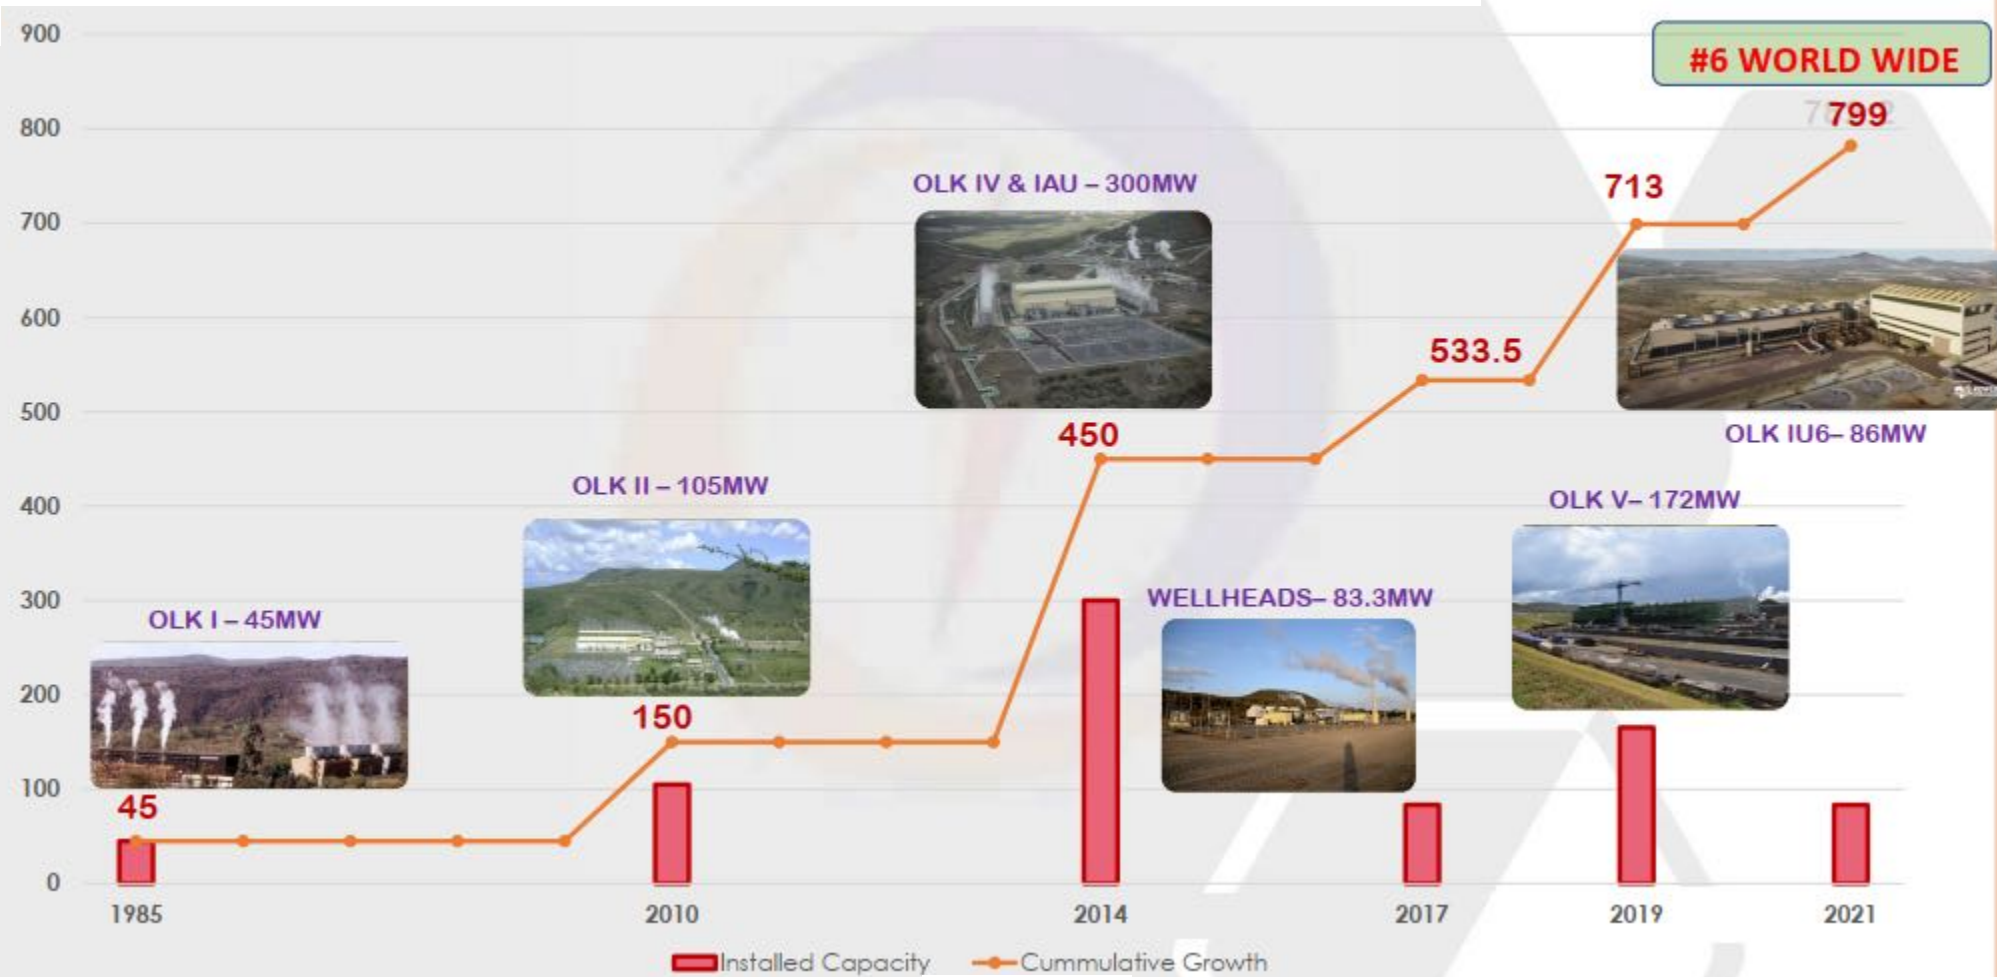 900
800
700
600
500
400
300
200
100
0
#6 WORLD WIDE
799
713
OLK IV & IAU – 300MW
533.5
450
OLK IU6– 86MW
OLK II – 105MW
OLK V– 172MW
WELLHEADS– 83.3MW
OLK I – 45MW
150
45
1985
2010
2014
2017
2019
2021
Installed Capacity
Cummulative Growth